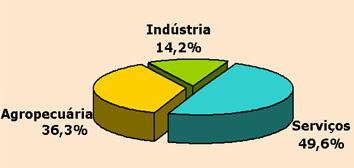 Indústria
14,2%
Agropecuária
36,3%
Serviços
49,6%